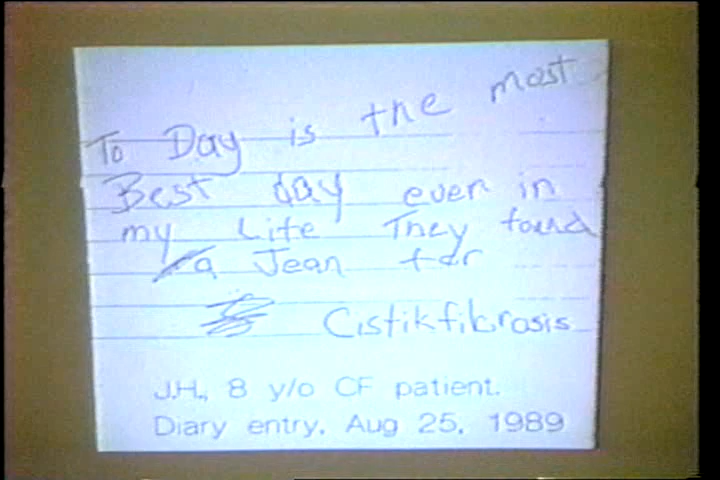 To Day is the most
Best day ever in
my Life They found
a Jean for
Cistikfibrosis
J.H., 8 y/o CF patient.
Diary entry, Aug 25, 1989